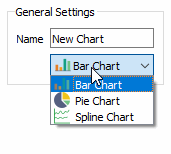 General Settings
Name New Chart
Bar Chart
Bar Chart
Pie Chart
Spline Chart